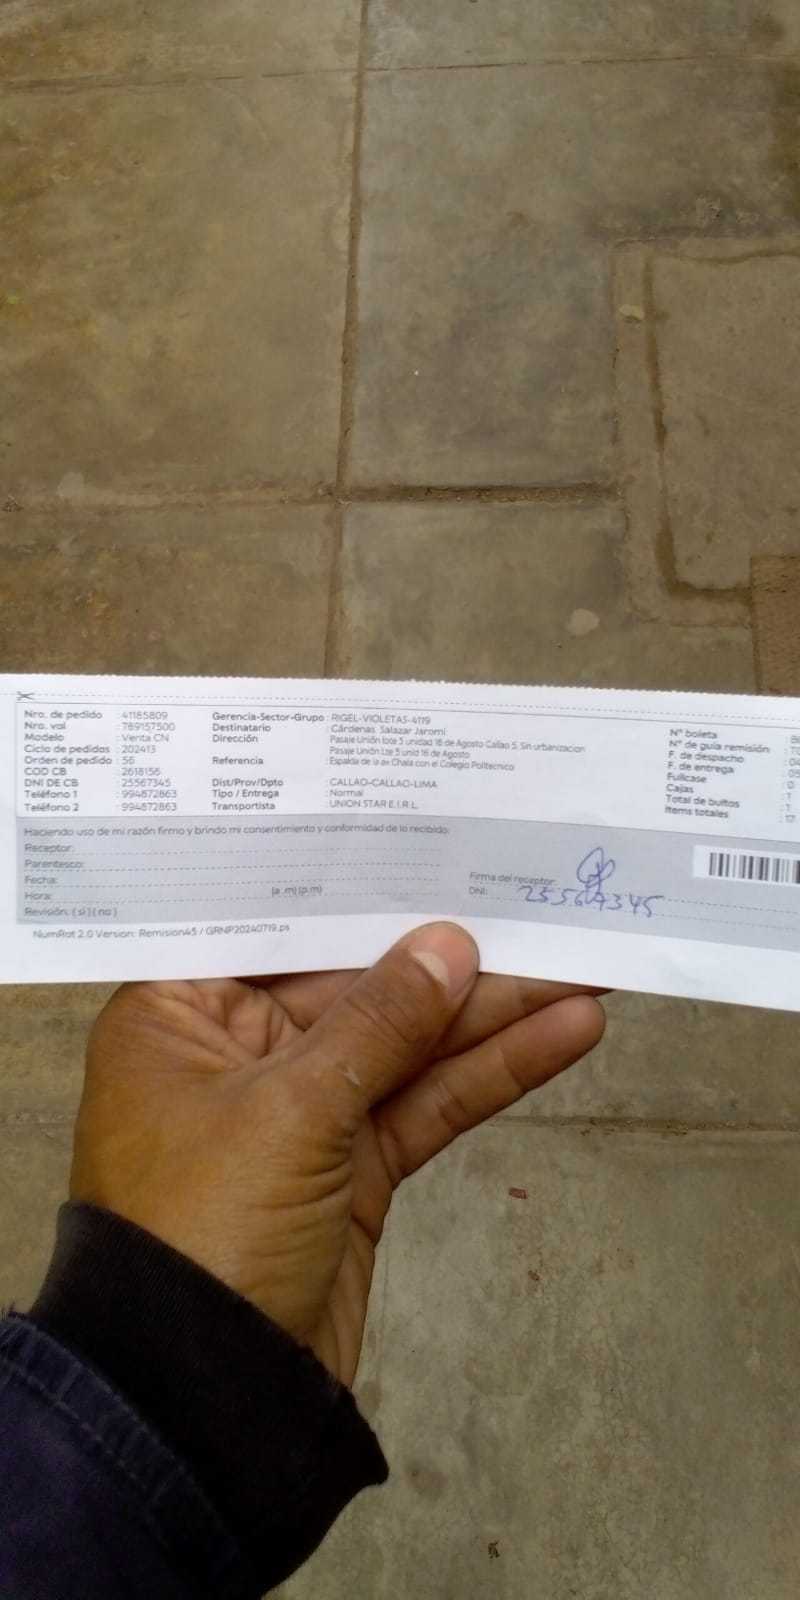 Nro. de pedido : 41185809
Nro. val : 789157500
Modelo : Venta CN
Ciclo de pedidos : 202413
Orden de pedido : 56
COD CB : 2618156
DNI DE CB : 25567345
Teléfono 1 : 994872863
Teléfono 2 : 994872863
Gerencia-Sector-Grupo : RIGEL-VIOLETAS-4119
Destinatario : Cárdenas Salazar Jaromi
Dirección : Pasaje Unión lote 5 unidad 16 de Agosto Callao 5. Sin urbanizacion
Pasaje Unión Lte 5 unid 16 de Agosto
Referencia : Espalda de la av Chala con el Colegio Politecnico
Dist/Prov/Dpto : CALLAO-CALLAO-LIMA
Tipo / Entrega : Normal
Transportista : UNION STAR E.I.R.L.
N° boleta :
N° de guía remisión :
F. de despacho :
F. de entrega :
Fullcase : 0
Cajas : 1
Total de bultos : 1
Items totales :
Haciendo uso de mi razón firmo y brindo mi consentimiento y conformidad de lo recibido:
Receptor:
Parentesco:
Fecha:
Hora: (a .m) (p.m)
Revisión: ( si ) ( no )
Firma del receptor:
DNI: 25567345
NumRot 2.0 Version: Remision45 / GRNP20240719.ps